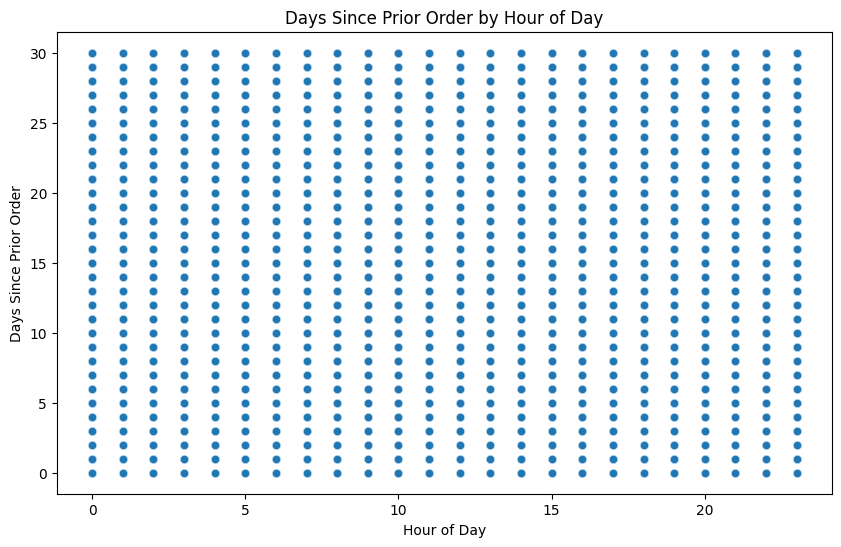 Days Since Prior Order by Hour of Day
30
25
20
15
10
5
0
Days Since Prior Order
0 5 10 15 20
Hour of Day